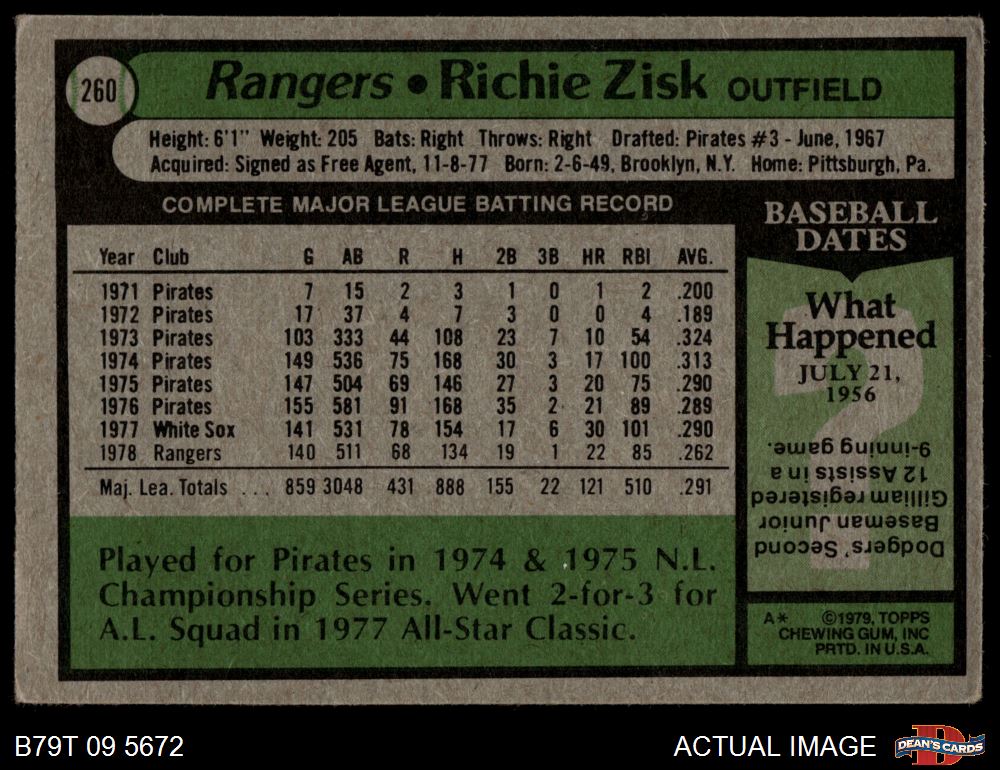 260
Rangers • Richie Zisk OUTFIELD
Height: 6'1" Weight: 205 Bats: Right Throws: Right Drafted: Pirates #3 - June, 1967
Acquired: Signed as Free Agent, 11-8-77 Born: 2-6-49, Brooklyn, N.Y. Home: Pittsburgh, Pa.
COMPLETE MAJOR LEAGUE BATTING RECORD
Year Club G AB R H 2B 3B HR RBI AVG.
1971 Pirates 7 15 2 3 1 0 1 2 .200
1972 Pirates 17 37 4 7 3 0 0 4 .189
1973 Pirates 103 333 44 108 23 7 10 54 .324
1974 Pirates 149 536 75 168 30 3 17 100 .313
1975 Pirates 147 504 69 146 27 3 20 75 .290
1976 Pirates 155 581 91 168 35 2 21 89 .289
1977 White Sox 141 531 78 154 17 6 30 101 .290
1978 Rangers 140 511 68 134 19 1 22 85 .262
Maj. Lea. Totals ... 859 3048 431 888 155 22 121 510 .291
Played for Pirates in 1974 & 1975 N.L.
Championship Series. Went 2-for-3 for
A.L. Squad in 1977 All-Star Classic.
BASEBALL
DATES
What
Happened
JULY 21,
1956
?
Dodgers' Second
Baseman Junior
Gilliam registered
12 Assists in a
9-inning game.
A* ©1979, TOPPS
CHEWING GUM, INC
PRTD. IN U.S.A.
B79T 09 5672
ACTUAL IMAGE
D
DEAN'S CARDS